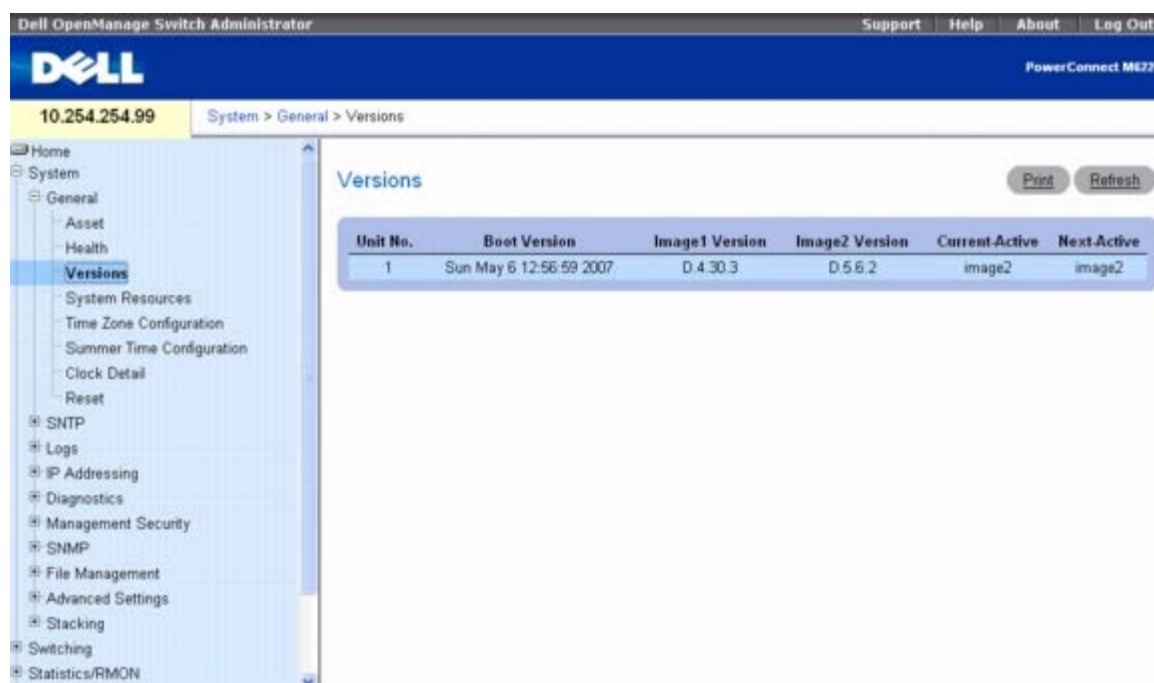 Dell OpenManage Switch Administrator
Support Help About Log Out
DELL
PowerConnect M622
10.254.254.99
System > General > Versions
Home
System
General
Asset
Health
Versions
System Resources
Time Zone Configuration
Summer Time Configuration
Clock Detail
Reset
SNTP
Logs
IP Addressing
Diagnostics
Management Security
SNMP
File Management
Advanced Settings
Stacking
Switching
Statistics/RMON
Versions
Print Refresh
Unit No. Boot Version Image1 Version Image2 Version Current-Active Next-Active
1 Sun May 6 12:56:59 2007 D.4.30.3 D.5.6.2 image2 image2